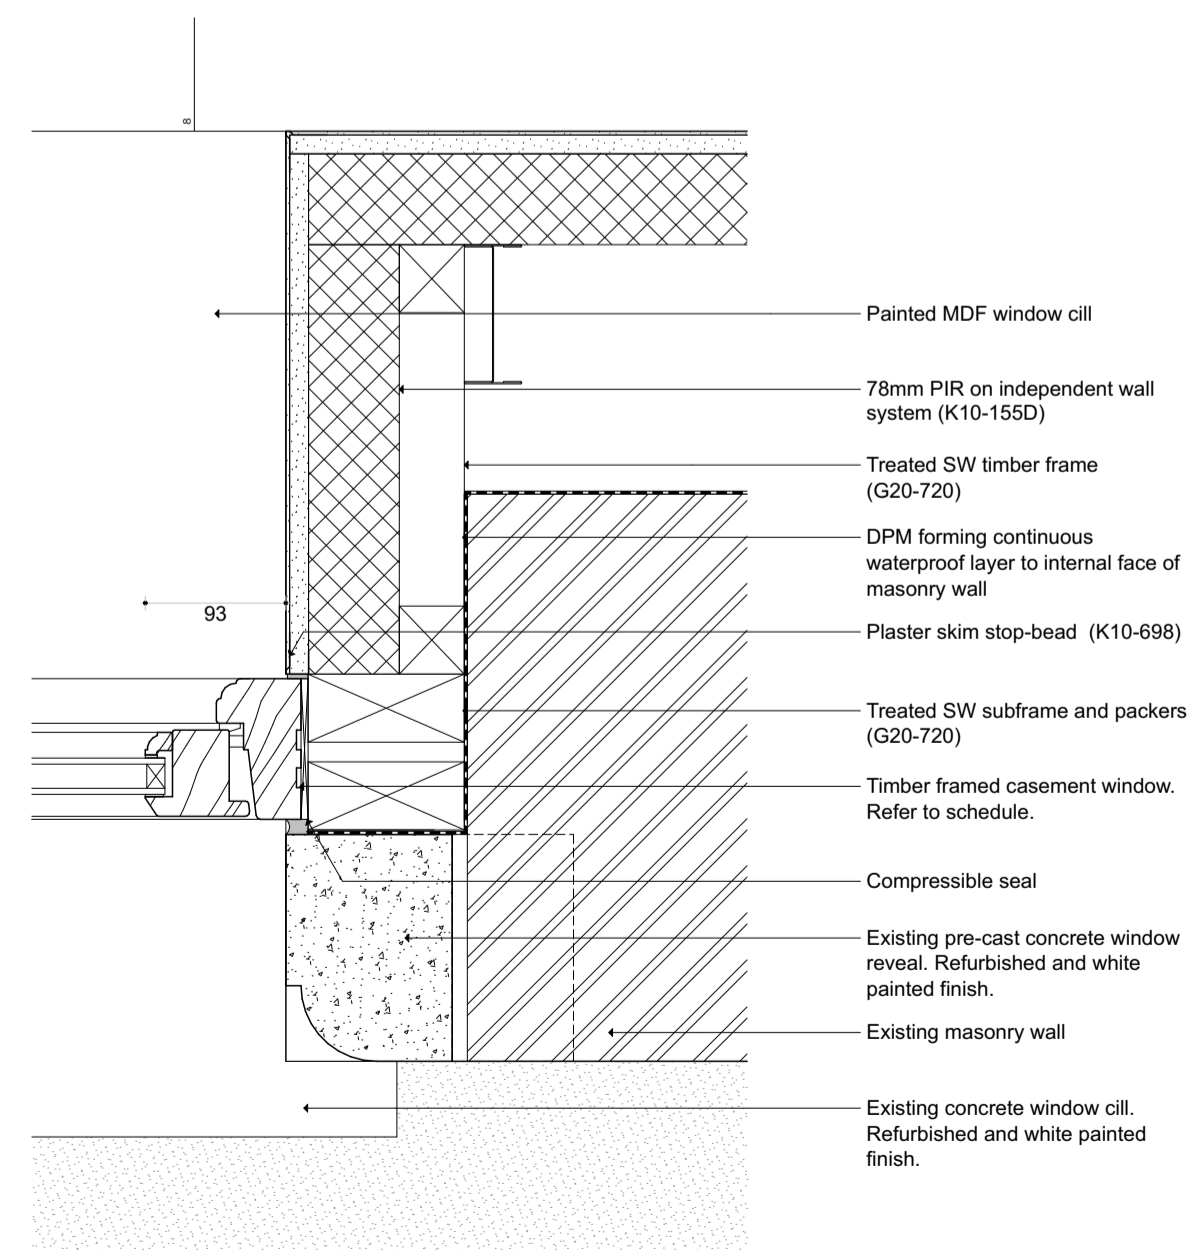 8
Painted MDF window cill
78mm PIR on independent wall
system (K10-155D)
Treated SW timber frame
(G20-720)
DPM forming continuous
waterproof layer to internal face of
masonry wall
93
Plaster skim stop-bead (K10-698)
Treated SW subframe and packers
(G20-720)
Timber framed casement window.
Refer to schedule.
Compressible seal
Existing pre-cast concrete window
reveal. Refurbished and white
painted finish.
Existing masonry wall
Existing concrete window cill.
Refurbished and white painted
finish.